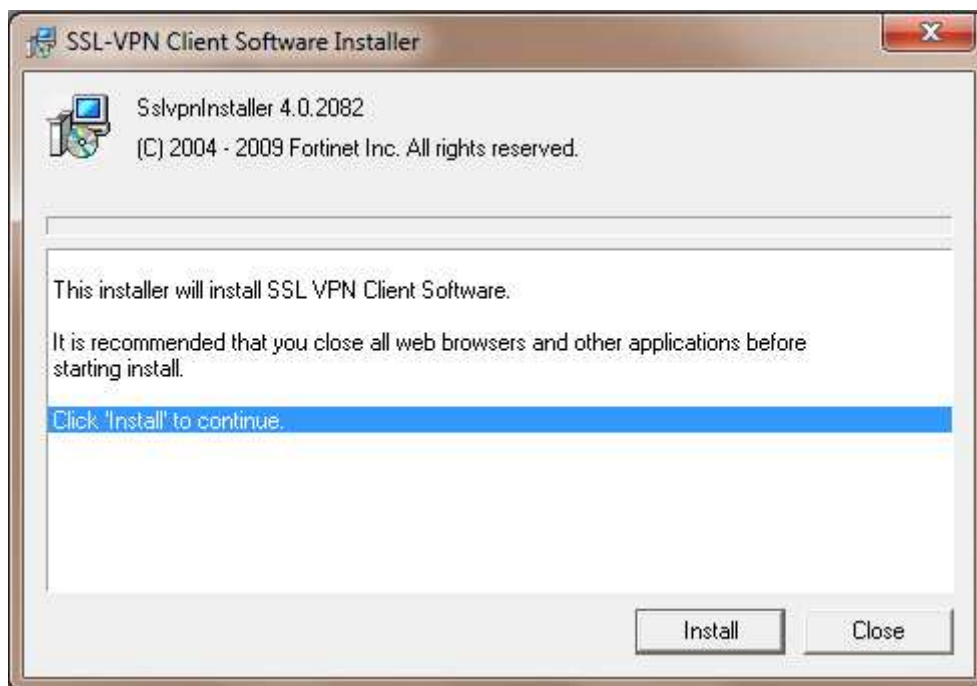 SSL-VPN Client Software Installer
SslvpnInstaller 4.0.2082
(C) 2004 - 2009 Fortinet Inc. All rights reserved.
This installer will install SSL VPN Client Software.
It is recommended that you close all web browsers and other applications before
starting install.
Click 'Install' to continue.
Install Close